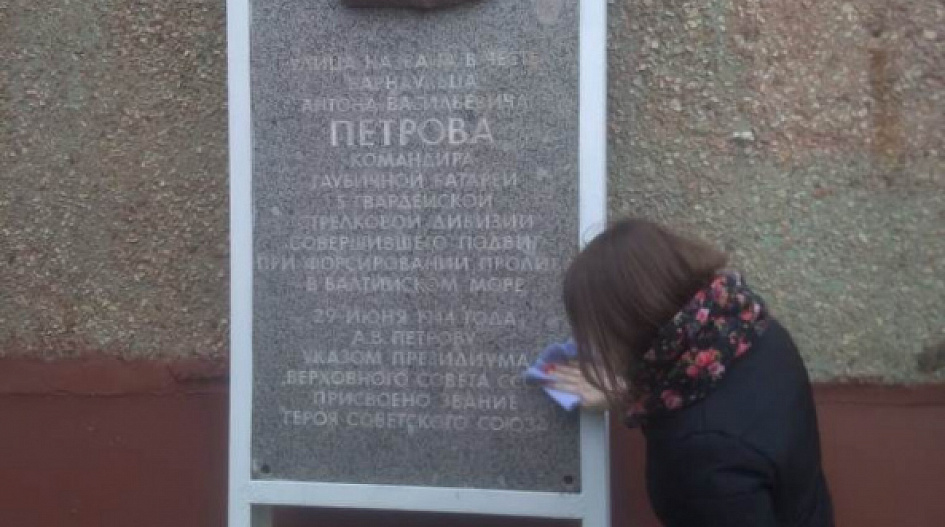 УЛИЦА НАЗВАНА В ЧЕСТЬ
БАРНАУЛЬЦА
АНТОНА ВАСИЛЬЕВИЧА
ПЕТРОВА
КОМАНДИРА
ГАУБИЧНОЙ БАТАРЕИ
5 ГВАРДЕЙСКОЙ
СТРЕЛКОВОЙ ДИВИЗИИ
СОВЕРШИВШЕГО ПОДВИГ
ПРИ ФОРСИРОВАНИИ
В БАЛТИЙСКОМ МОРЕ
29 ИЮНЯ 1944 ГОДА
А.В. ПЕТРОВУ
УКАЗОМ ПРЕЗИДИУМА
ВЕРХОВНОГО СОВЕТА
ПРИСВОЕНО ЗВАНИЕ
ГЕРОЯ СОВЕТСКОГО СОЮЗА